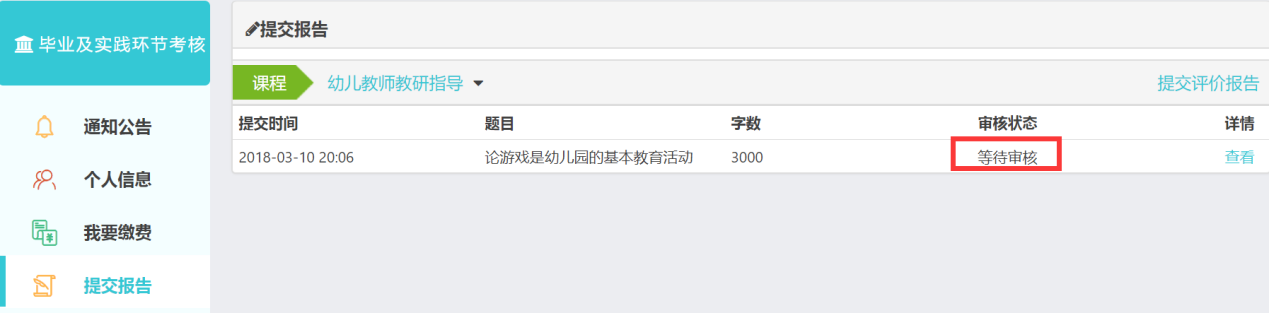 毕业及实践环节考核
通知公告
个人信息
我要缴费
提交报告
提交报告
课程 幼儿教师教研指导 提交评价报告
提交时间 题目 字数 审核状态 详情
2018-03-10 20:06 论游戏是幼儿园的基本教育活动 3000 等待审核 查看